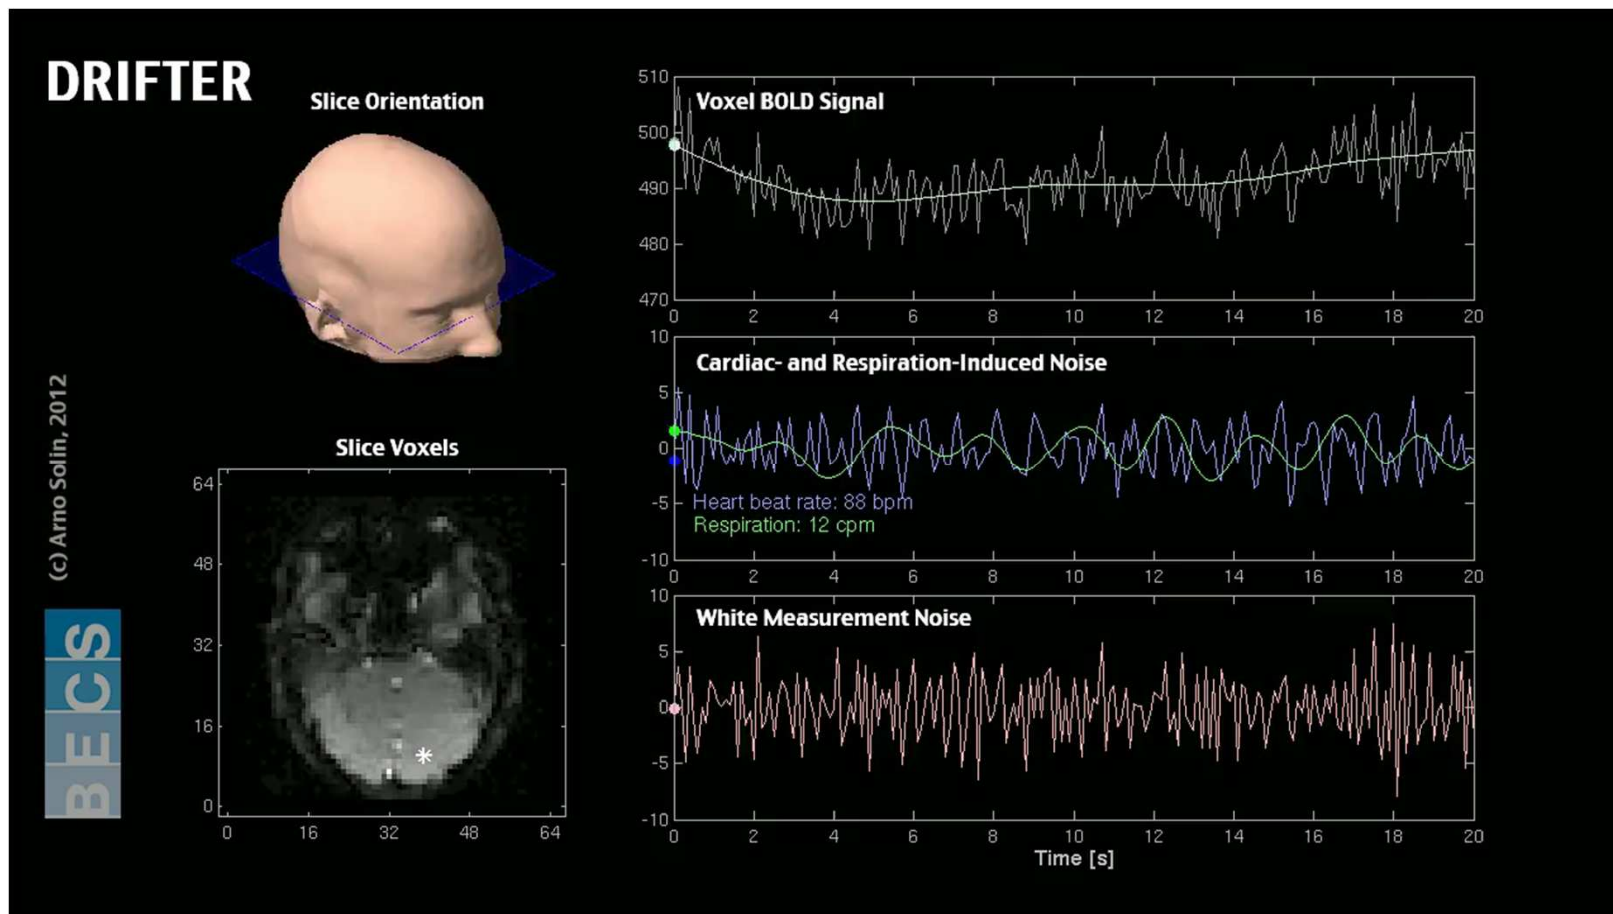 DRIFTER
Slice Orientation
(c) Arno Solin, 2012
BECS
Slice Voxels
64
48
32
16
0
0 16 32 48 64
Voxel BOLD Signal
510
500
490
480
470
0 2 4 6 8 10 12 14 16 18 20
Cardiac- and Respiration-Induced Noise
10
5
0
-5
-10
Heart beat rate: 88 bpm
Respiration: 12 cpm
0 2 4 6 8 10 12 14 16 18 20
White Measurement Noise
10
5
0
-5
-10
0 2 4 6 8 10 12 14 16 18 20
Time [s]